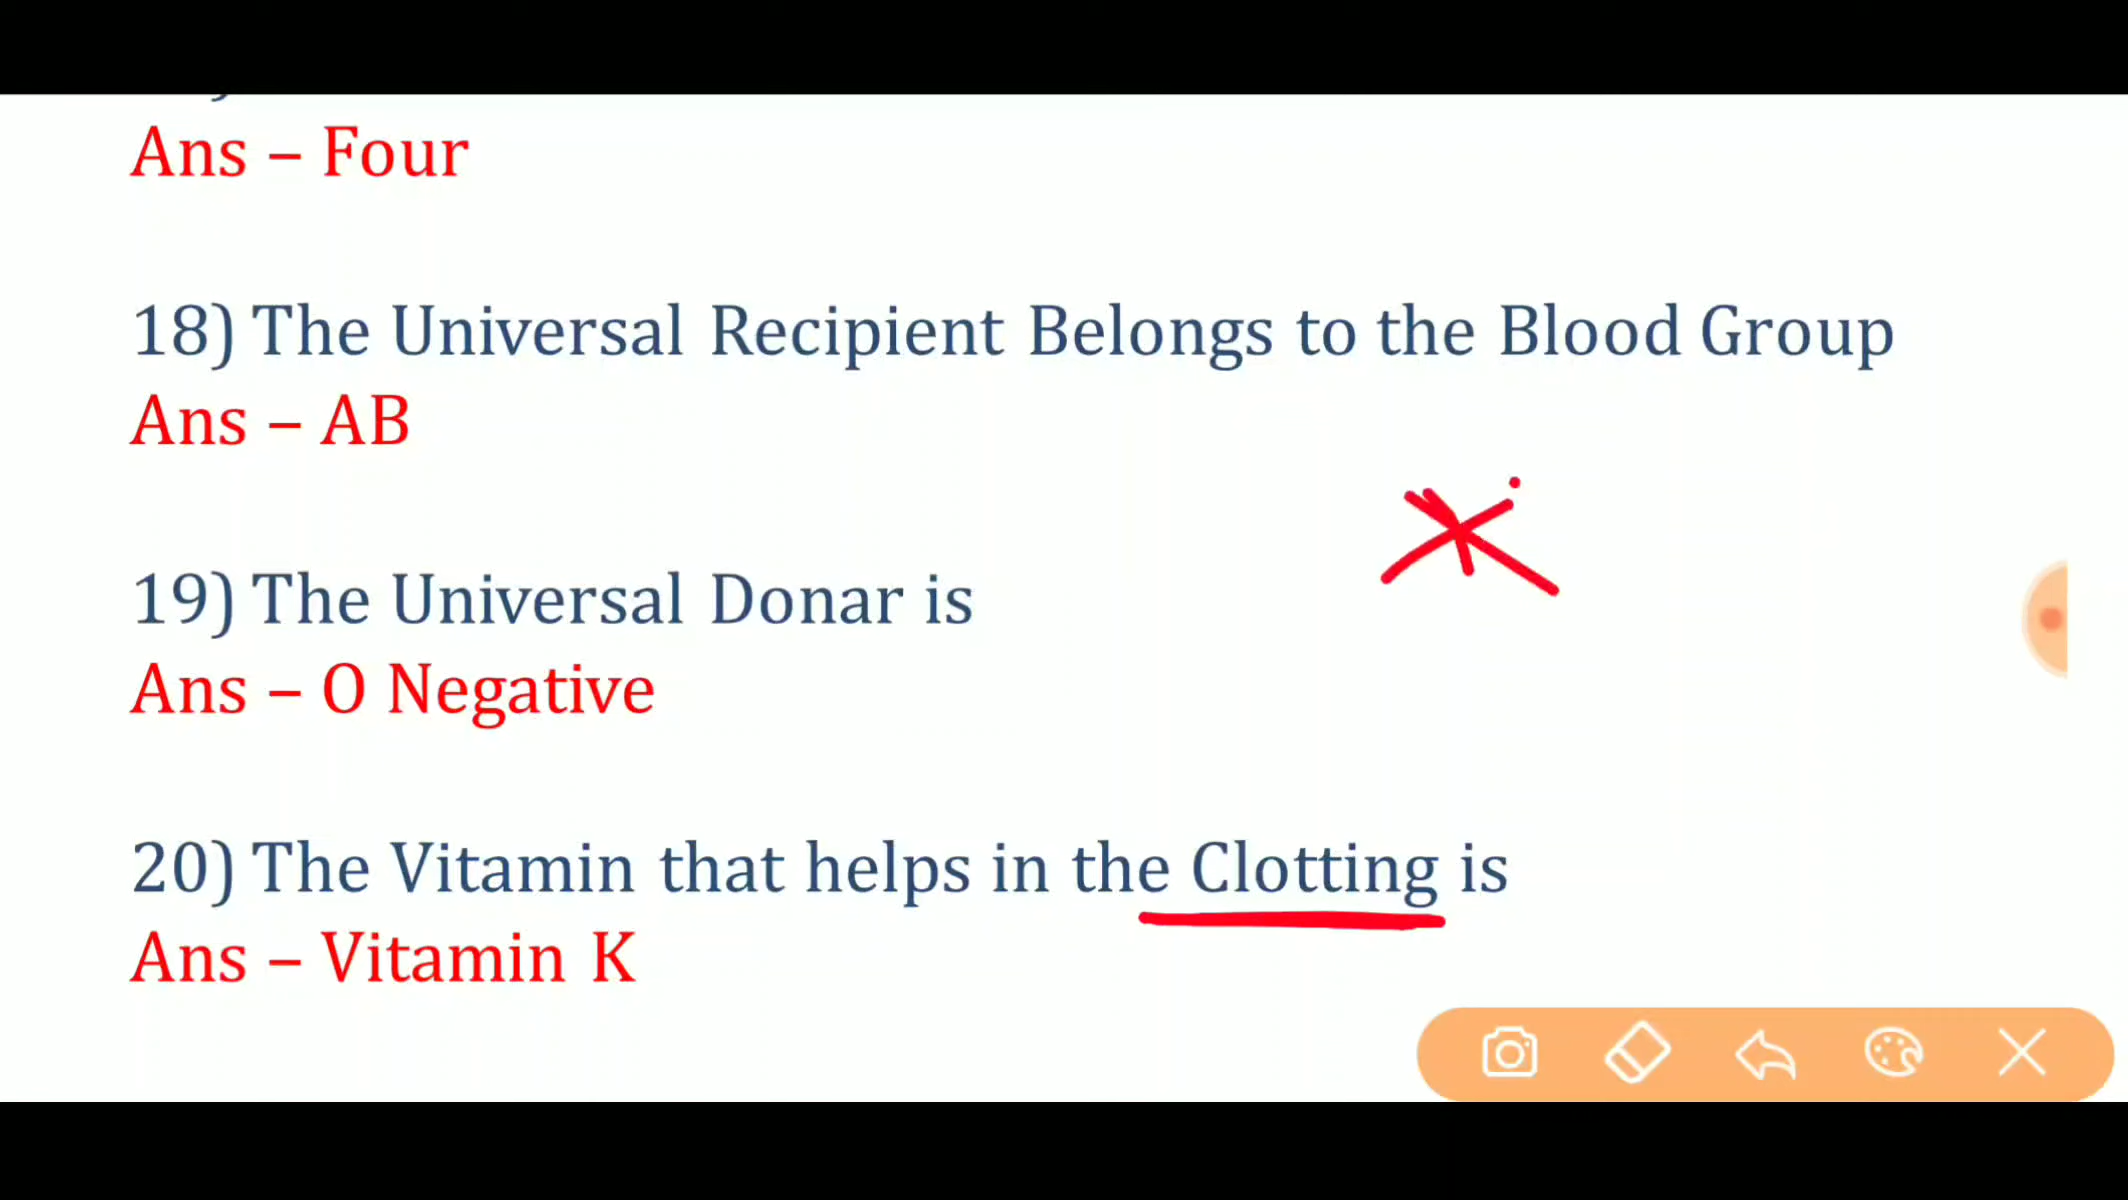 Ans – Four
18) The Universal Recipient Belongs to the Blood Group
Ans – AB
19) The Universal Donar is
Ans – O Negative
20) The Vitamin that helps in the Clotting is
Ans – Vitamin K